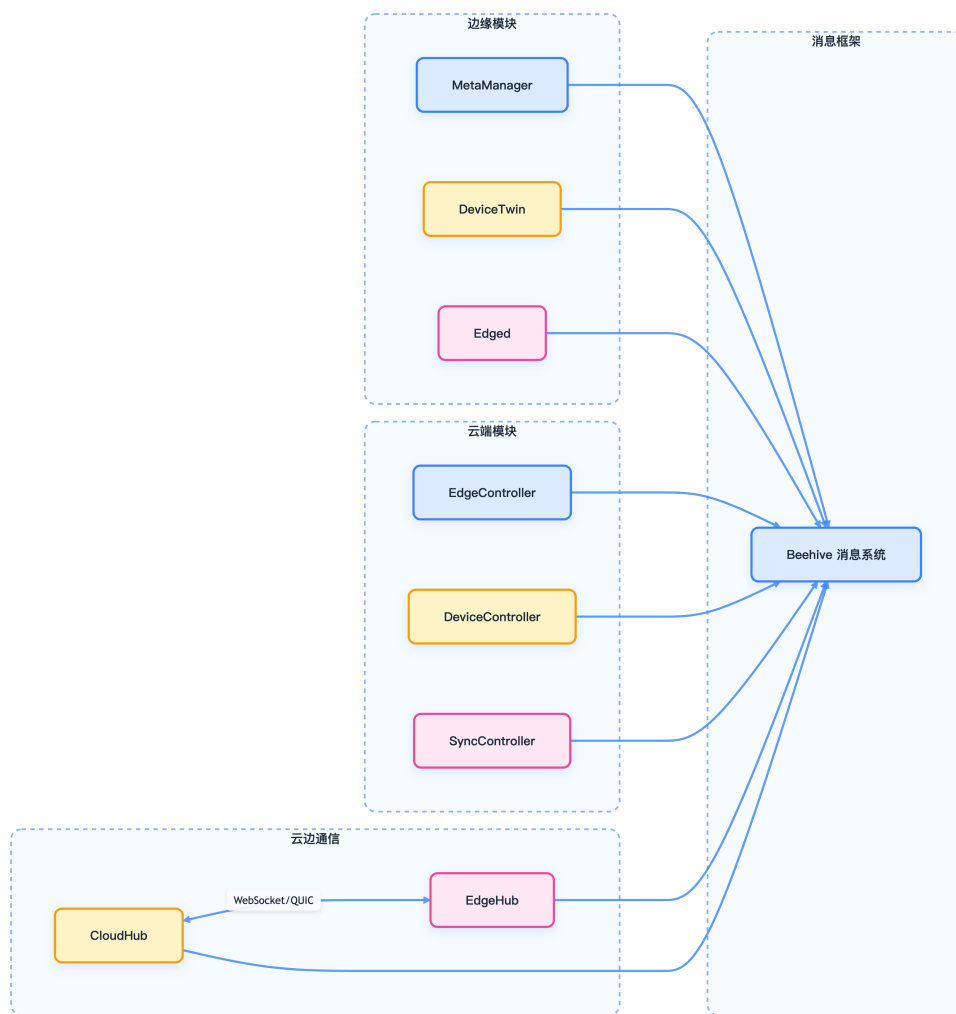 边缘模块
MetaManager
DeviceTwin
Edged
云端模块
EdgeController
DeviceController
SyncController
云边通信
WebSocket/QUIC
EdgeHub
CloudHub
消息框架
Beehive 消息系统